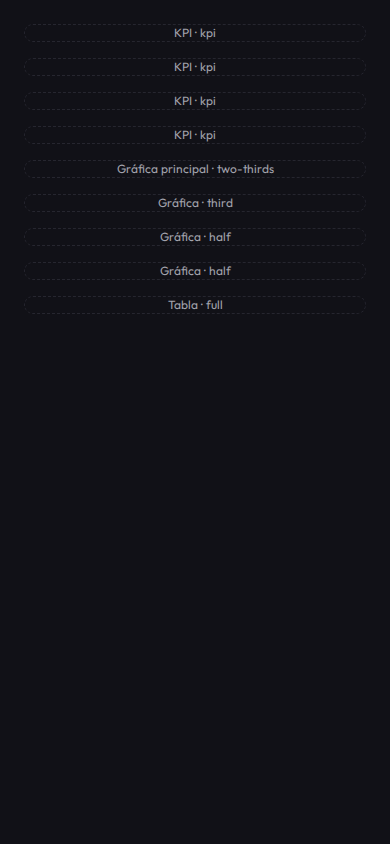 KPI · kpi
KPI · kpi
KPI · kpi
KPI · kpi
Gráfica principal · two-thirds
Gráfica · third
Gráfica · half
Gráfica · half
Tabla · full